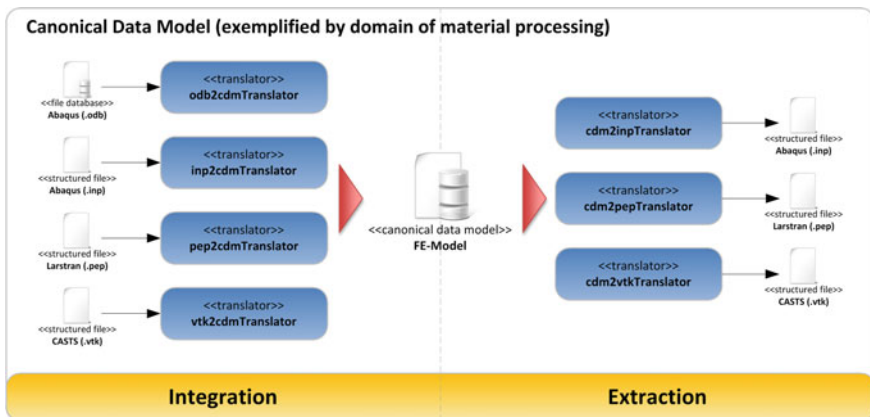 Canonical Data Model (exemplified by domain of material processing)
<<file database>>
Abaqus (.odb)
<<translator>>
odb2cdmTranslator
<<structured file>>
Abaqus (.inp)
<<translator>>
inp2cdmTranslator
<<structured file>>
Larstran (.pep)
<<translator>>
pep2cdmTranslator
<<structured file>>
CASTS (.vtk)
<<translator>>
vtk2cdmTranslator
<<canonical data model>>
FE-Model
<<translator>>
cdm2inpTranslator
<<structured file>>
Abaqus (.inp)
<<translator>>
cdm2pepTranslator
<<structured file>>
Larstran (.pep)
<<translator>>
cdm2vtkTranslator
<<structured file>>
CASTS (.vtk)
Integration
Extraction